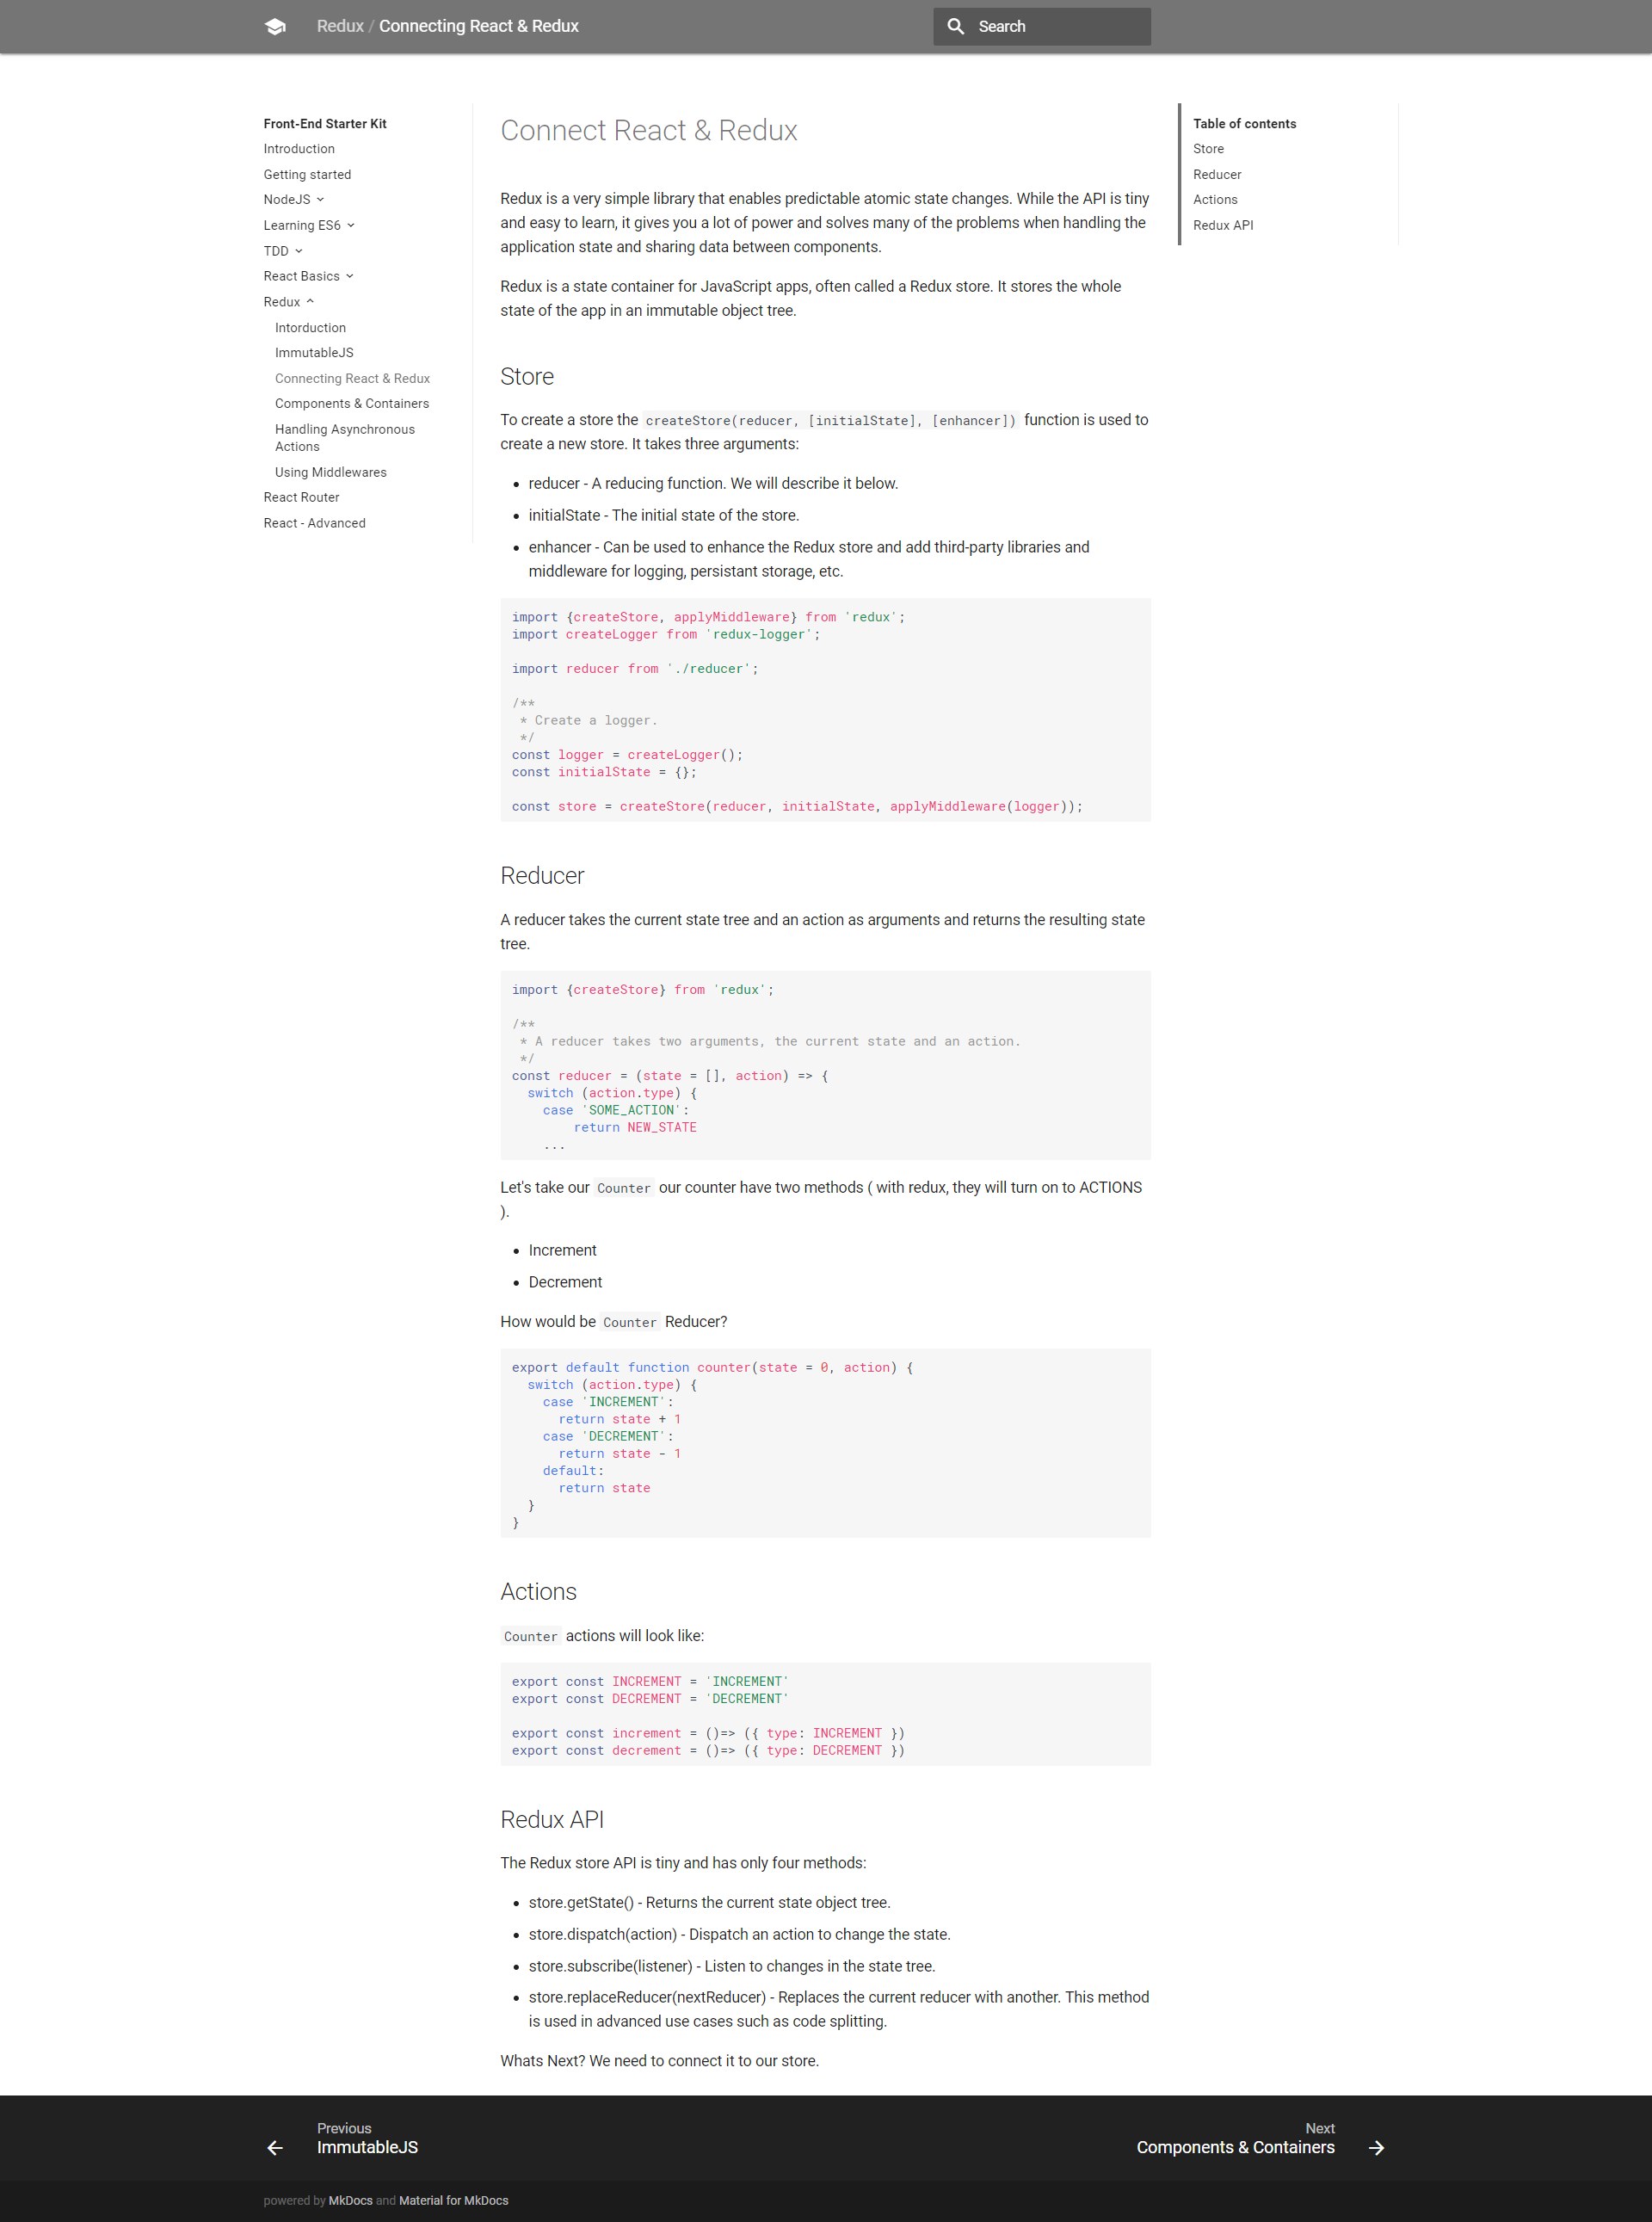 Redux / Connecting React & Redux
Search
Front-End Starter Kit
Introduction
Getting started
NodeJS
Learning ES6
TDD
React Basics
Redux
Intorduction
ImmutableJS
Connecting React & Redux
Components & Containers
Handling Asynchronous
Actions
Using Middlewares
React Router
React - Advanced
Connect React & Redux
Redux is a very simple library that enables predictable atomic state changes. While the API is tiny
and easy to learn, it gives you a lot of power and solves many of the problems when handling the
application state and sharing data between components.
Redux is a state container for JavaScript apps, often called a Redux store. It stores the whole
state of the app in an immutable object tree.
Store
To create a store the createStore(reducer, [initialState], [enhancer]) function is used to
create a new store. It takes three arguments:
• reducer - A reducing function. We will describe it below.
• initialState - The initial state of the store.
• enhancer - Can be used to enhance the Redux store and add third-party libraries and
middleware for logging, persistant storage, etc.
import {createStore, applyMiddleware} from 'redux';
import createLogger from 'redux-logger';
import reducer from './reducer';
/**
 * Create a logger.
 */
const logger = createLogger();
const initialState = {};
const store = createStore(reducer, initialState, applyMiddleware(logger));
Reducer
A reducer takes the current state tree and an action as arguments and returns the resulting state
tree.
import {createStore} from 'redux';
/**
 * A reducer takes two arguments, the current state and an action.
 */
const reducer = (state = [], action) => {
  switch (action.type) {
    case 'SOME_ACTION':
        return NEW_STATE
    ...
Let's take our Counter our counter have two methods ( with redux, they will turn on to ACTIONS
).
• Increment
• Decrement
How would be Counter Reducer?
export default function counter(state = 0, action) {
  switch (action.type) {
    case 'INCREMENT':
      return state + 1
    case 'DECREMENT':
      return state - 1
    default:
      return state
  }
}
Actions
Counter actions will look like:
export const INCREMENT = 'INCREMENT'
export const DECREMENT = 'DECREMENT'
export const increment = ()=> ({ type: INCREMENT })
export const decrement = ()=> ({ type: DECREMENT })
Redux API
The Redux store API is tiny and has only four methods:
• store.getState() - Returns the current state object tree.
• store.dispatch(action) - Dispatch an action to change the state.
• store.subscribe(listener) - Listen to changes in the state tree.
• store.replaceReducer(nextReducer) - Replaces the current reducer with another. This method
is used in advanced use cases such as code splitting.
Whats Next? We need to connect it to our store.
Table of contents
Store
Reducer
Actions
Redux API
Previous
ImmutableJS
Next
Components & Containers
powered by MkDocs and Material for MkDocs